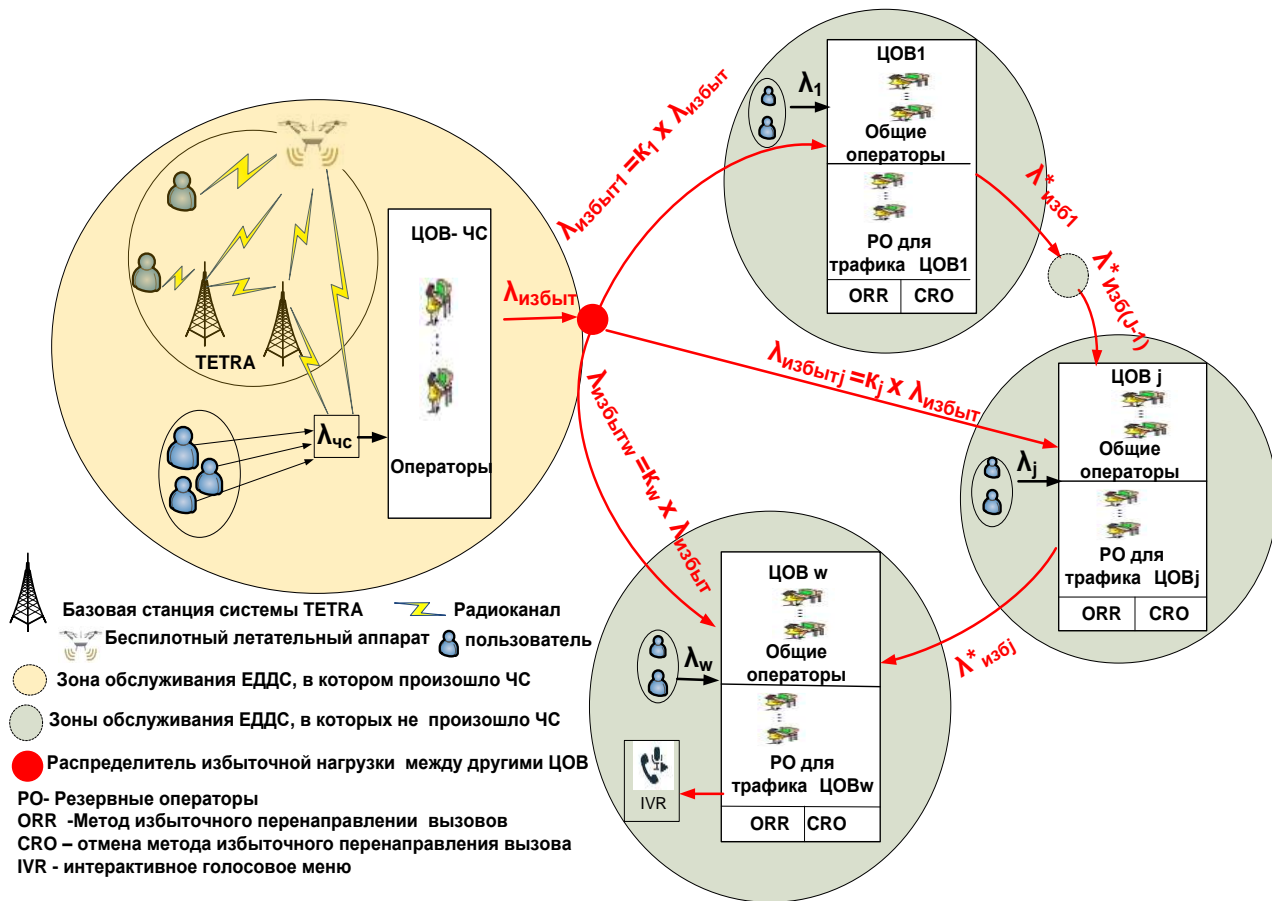 ЦОВ- ЧС
Операторы
TETRA
λчс
λизбыт
λизбыт1 =К1 x λизбыт
λизбытj =Кj x λизбыт
λизбытw =Кw x λизбыт
ЦОВ1
λ1
Общие
операторы
РО для
трафика ЦОВ1
ORR CRO
λ*изб1
λ*изб(J-1)
ЦОВ j
λj
Общие
операторы
РО для
трафика ЦОВj
ORR CRO
λ*избj
ЦОВ w
λw
Общие
операторы
РО для
трафика ЦОВw
ORR CRO
IVR
Базовая станция системы TETRA
Радиоканал
Беспилотный летательный аппарат
пользователь
Зона обслуживания ЕДДС, в котором произошло ЧС
Зоны обслуживания ЕДДС, в которых не произошло ЧС
Распределитель избыточной нагрузки между другими ЦОВ
РО- Резервные операторы
ORR -Метод избыточного перенаправлении вызовов
CRO – отмена метода избыточного перенаправления вызова
IVR - интерактивное голосовое меню